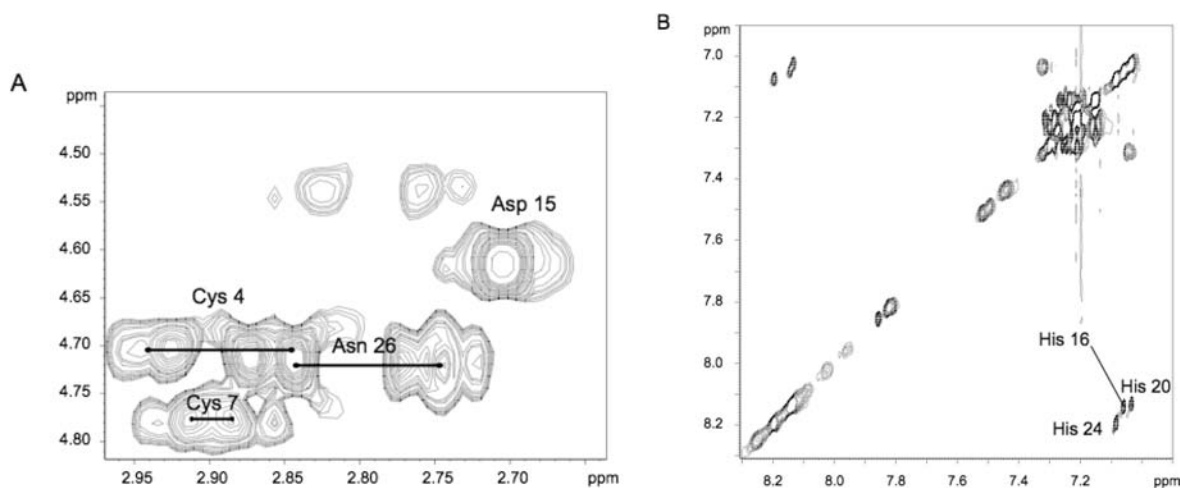 A
ppm
4.50
4.55
4.60
4.65
4.70
4.75
4.80
Asp 15
Cys 4
Asn 26
Cys 7
2.95 2.90 2.85 2.80 2.75 2.70 ppm
B
ppm
7.0
7.2
7.4
7.6
7.8
8.0
8.2
His 16
His 20
His 24
8.2 8.0 7.8 7.6 7.4 7.2 ppm